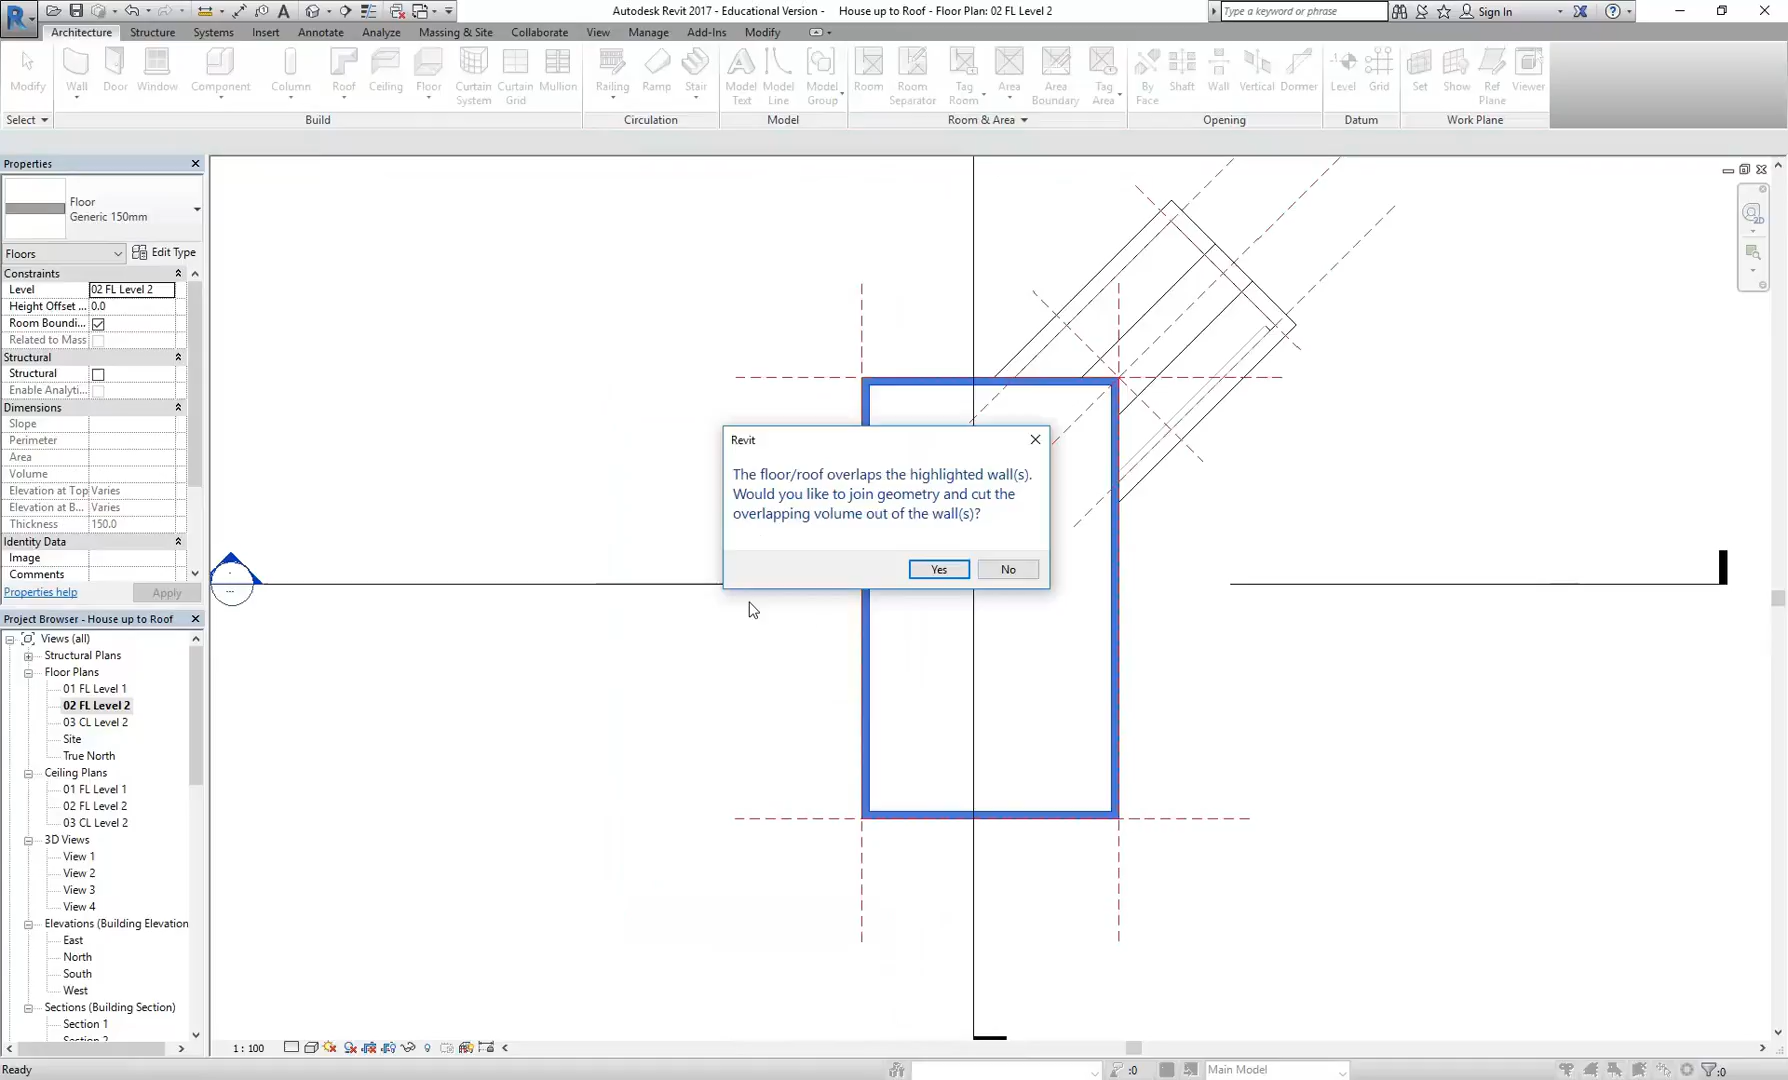 Autodesk Revit 2017 - Educational Version - House up to Roof - Floor Plan: 02 FL Level 2
Type a keyword or phrase
Sign In
Architecture Structure Systems Insert Annotate Analyze Massing & Site Collaborate View Manage Add-Ins Modify
Modify Wall Door Window Component Column Roof Ceiling Floor Curtain System Curtain Grid Mullion Railing Ramp Stair Model Text Model Line Model Group Room Room Separator Tag Room Area Area Boundary Tag Area By Face Shaft Wall Vertical Dormer Level Grid Set Show Ref Plane Viewer
Select Build Circulation Model Room & Area Opening Datum Work Plane
Properties
Floor
Generic 150mm
Floors Edit Type
Constraints
Level 02 FL Level 2
Height Offset ... 0.0
Room Boundi...
Related to Mass
Structural
Structural
Enable Analyti...
Dimensions
Slope
Perimeter
Area
Volume
Elevation at Top Varies
Elevation at B... Varies
Thickness 150.0
Identity Data
Image
Comments
Properties help Apply
Project Browser - House up to Roof
Views (all)
Structural Plans
Floor Plans
01 FL Level 1
02 FL Level 2
03 CL Level 2
Site
True North
Ceiling Plans
01 FL Level 1
02 FL Level 2
03 CL Level 2
3D Views
View 1
View 2
View 3
View 4
Elevations (Building Elevation
East
North
South
West
Sections (Building Section)
Section 1
Revit
The floor/roof overlaps the highlighted wall(s).
Would you like to join geometry and cut the
overlapping volume out of the wall(s)?
Yes No
1 : 100
Ready
:0
Main Model
:0